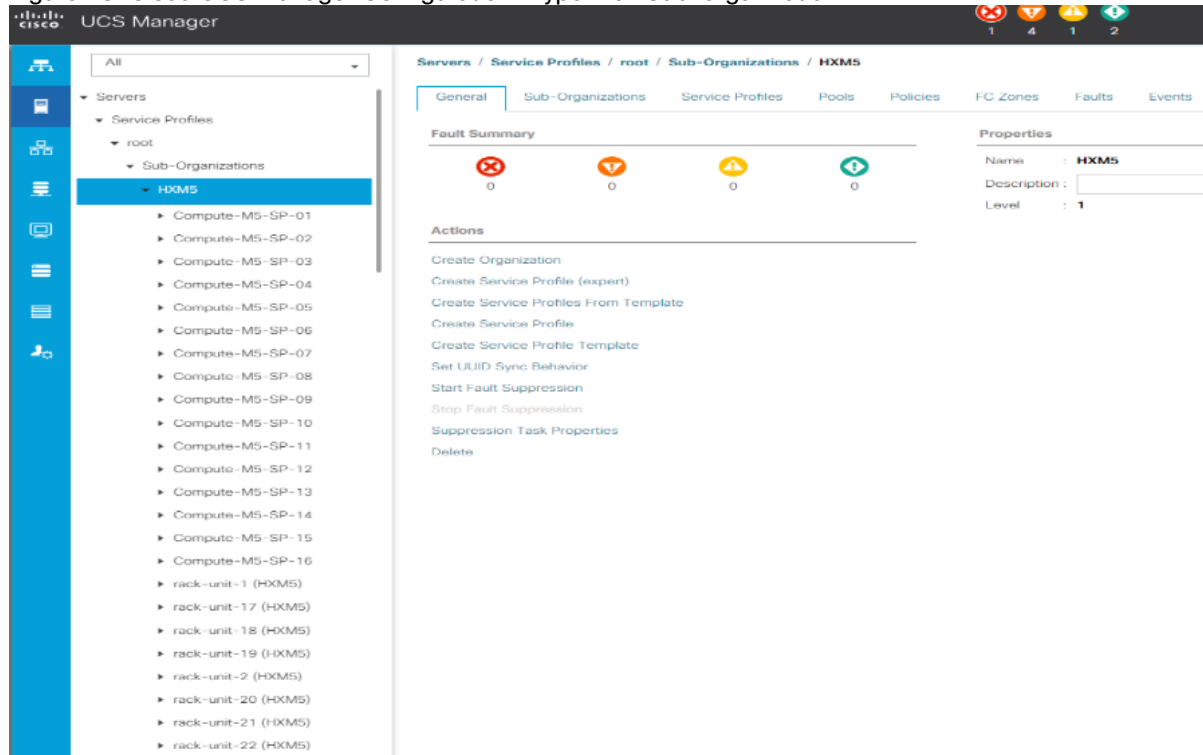 cisco UCS Manager
1 4 1 2
All
Servers / Service Profiles / root / Sub-Organizations / HXM5
Servers
Service Profiles
root
Sub-Organizations
HXM5
Compute-M5-SP-01
Compute-M5-SP-02
Compute-M5-SP-03
Compute-M5-SP-04
Compute-M5-SP-05
Compute-M5-SP-06
Compute-M5-SP-07
Compute-M5-SP-08
Compute-M5-SP-09
Compute-M5-SP-10
Compute-M5-SP-11
Compute-M5-SP-12
Compute-M5-SP-13
Compute-M5-SP-14
Compute-M5-SP-15
Compute-M5-SP-16
rack-unit-1 (HXM5)
rack-unit-17 (HXM5)
rack-unit-18 (HXM5)
rack-unit-19 (HXM5)
rack-unit-2 (HXM5)
rack-unit-20 (HXM5)
rack-unit-21 (HXM5)
rack-unit-22 (HXM5)
General Sub-Organizations Service Profiles Pools Policies FC Zones Faults Events
Fault Summary
0 0 0 0
Actions
Create Organization
Create Service Profile (expert)
Create Service Profiles From Template
Create Service Profile
Create Service Profile Template
Set UUID Sync Behavior
Start Fault Suppression
Stop Fault Suppression
Suppression Task Properties
Delete
Properties
Name : HXM5
Description :
Level : 1